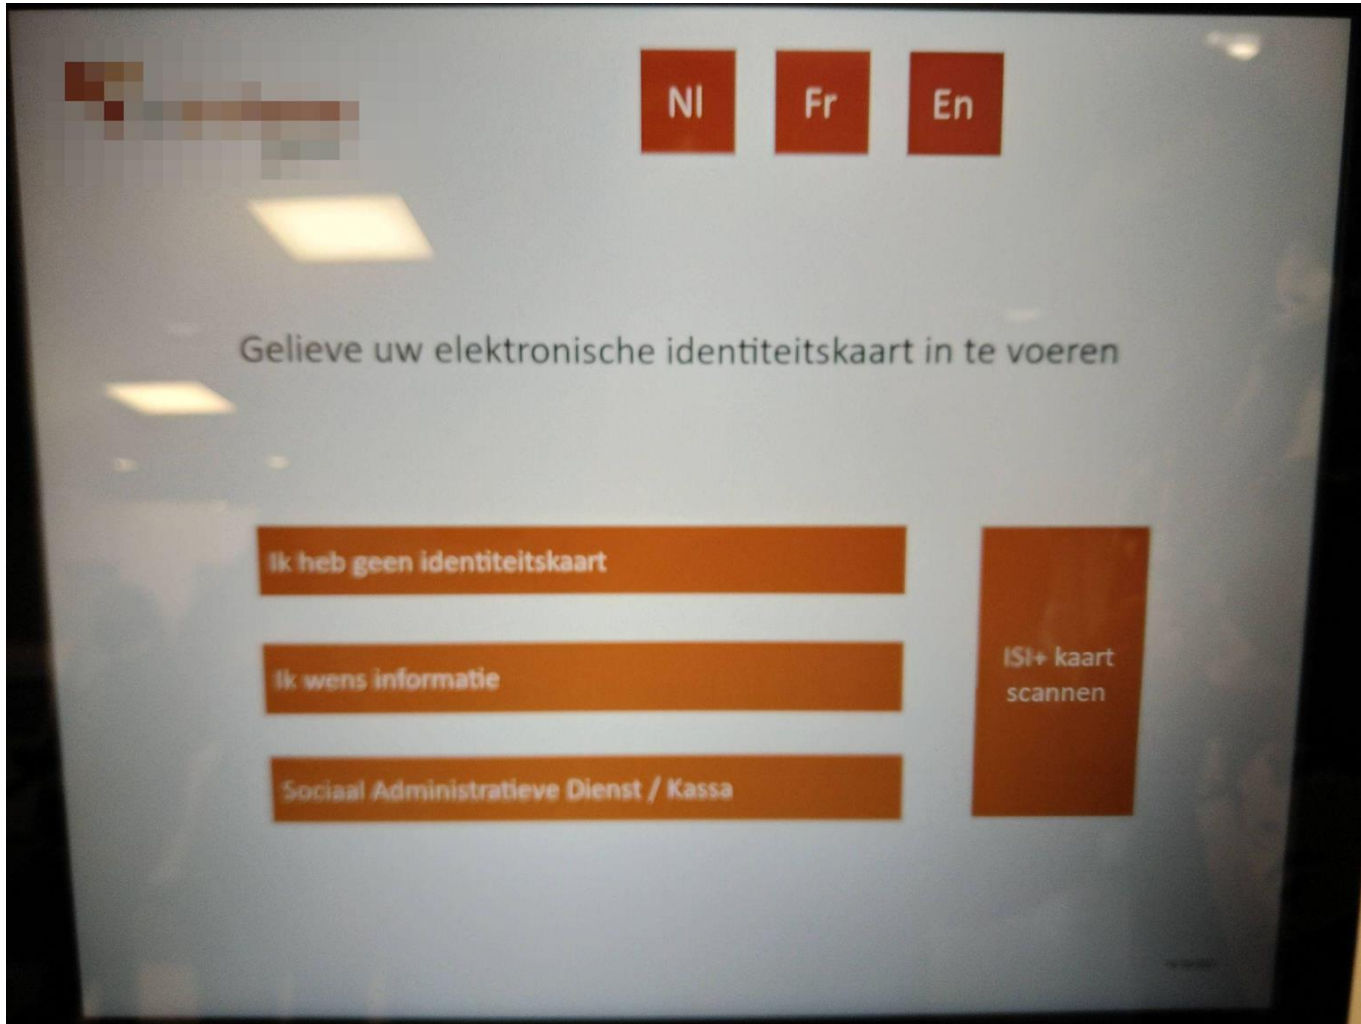 Nl
Fr
En
Gelieve uw elektronische identiteitskaart in te voeren
Ik heb geen identiteitskaart
Ik wens informatie
Sociaal Administratieve Dienst / Kassa
ISI+ kaart
scannen